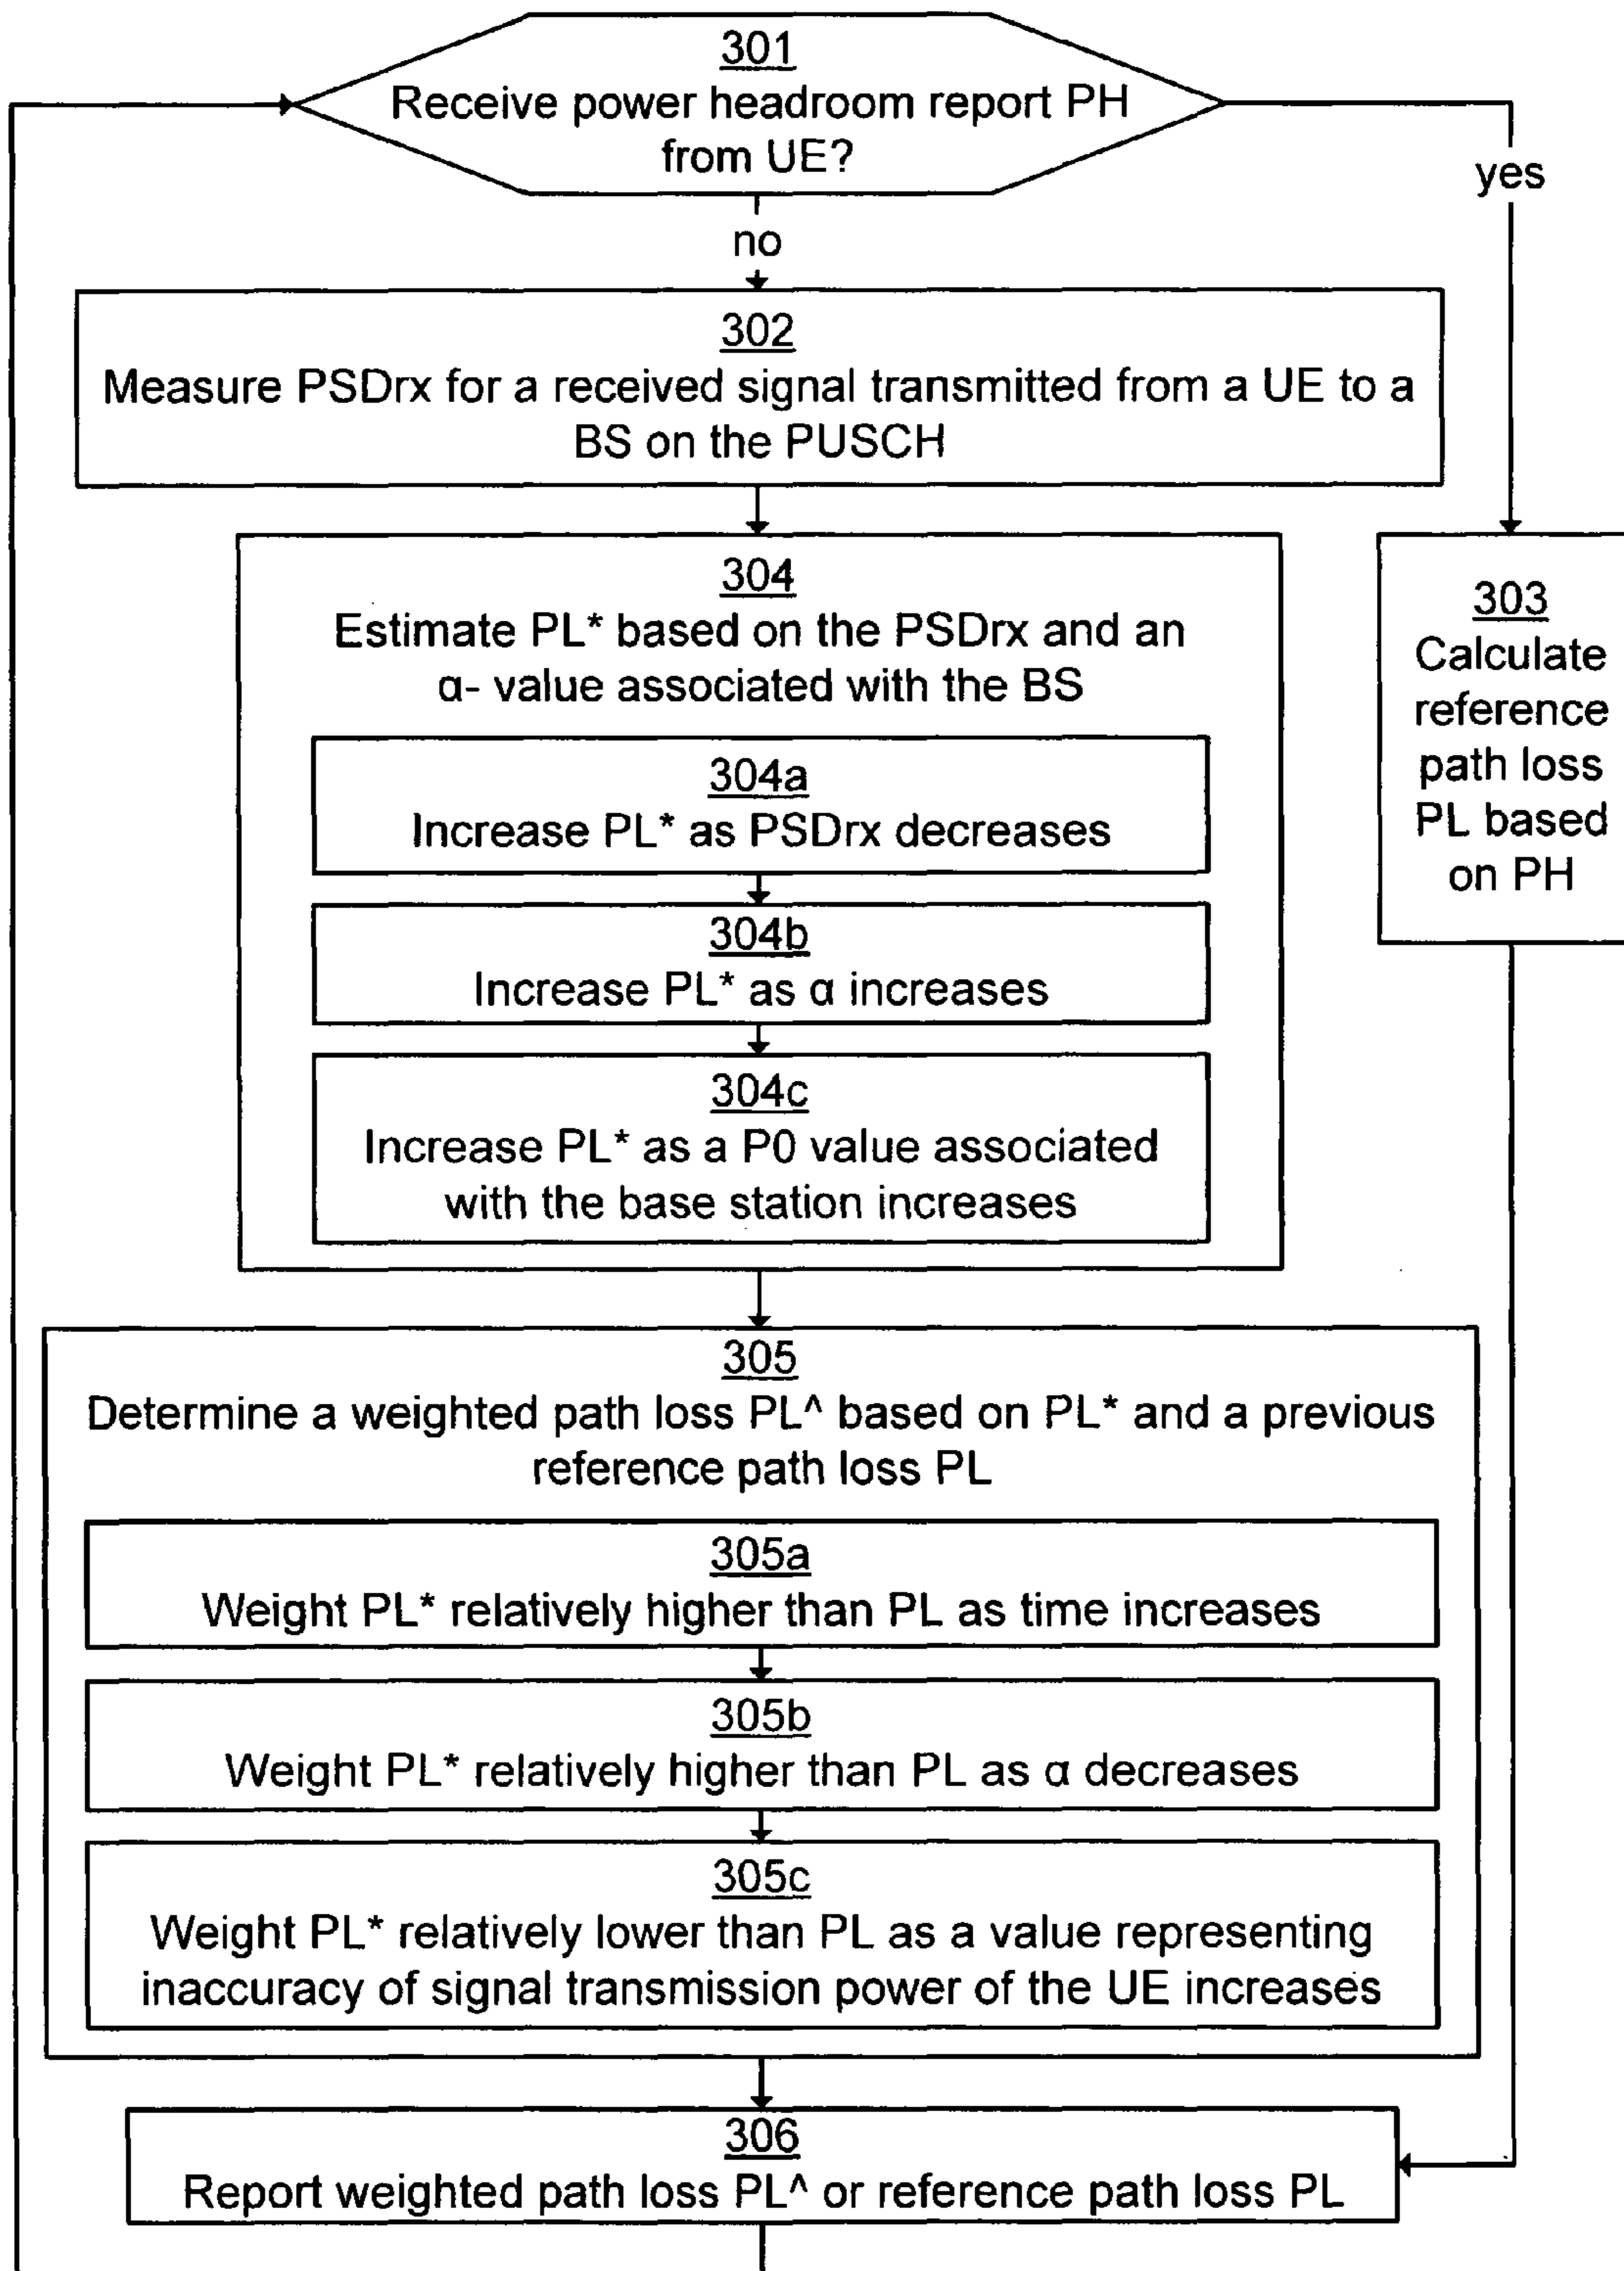 301
Receive power headroom report PH
from UE?
yes
no
302
Measure PSDrx for a received signal transmitted from a UE to a
BS on the PUSCH
304
Estimate PL* based on the PSDrx and an
α- value associated with the BS
304a
Increase PL* as PSDrx decreases
304b
Increase PL* as α increases
304c
Increase PL* as a P0 value associated
with the base station increases
303
Calculate
reference
path loss
PL based
on PH
305
Determine a weighted path loss PL^ based on PL* and a previous
reference path loss PL
305a
Weight PL* relatively higher than PL as time increases
305b
Weight PL* relatively higher than PL as α decreases
305c
Weight PL* relatively lower than PL as a value representing
inaccuracy of signal transmission power of the UE increases
306
Report weighted path loss PL^ or reference path loss PL